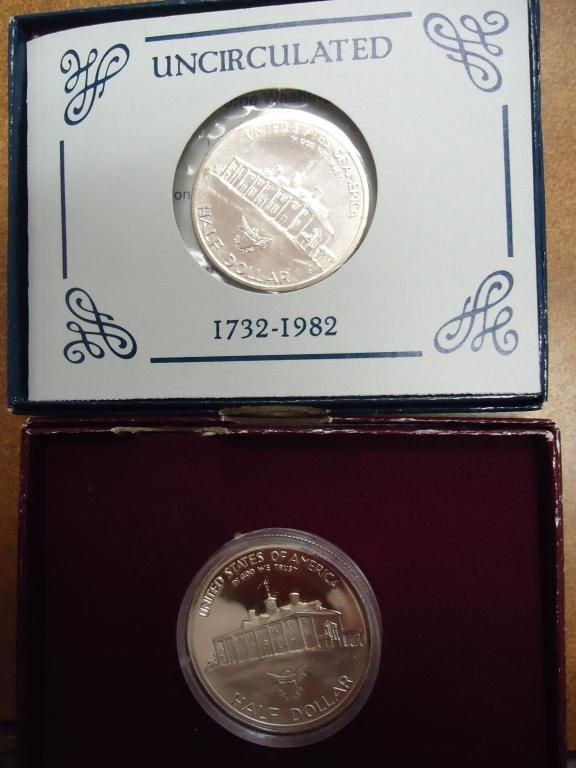 UNCIRCULATED
UNITED STATES OF AMERICA
IN GOD WE TRUST
HALF DOLLAR
1732-1982
UNITED STATES OF AMERICA
IN GOD WE TRUST
HALF DOLLAR